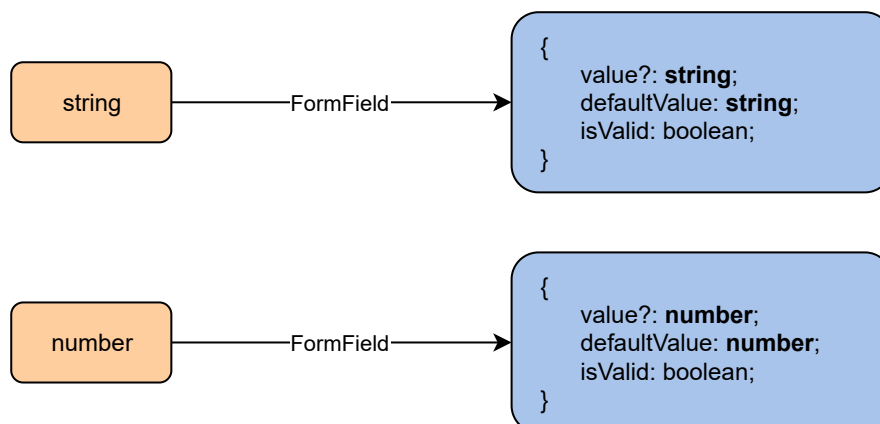 string
FormField
{
value?: string;
defaultValue: string;
isValid: boolean;
}
number
FormField
{
value?: number;
defaultValue: number;
isValid: boolean;
}